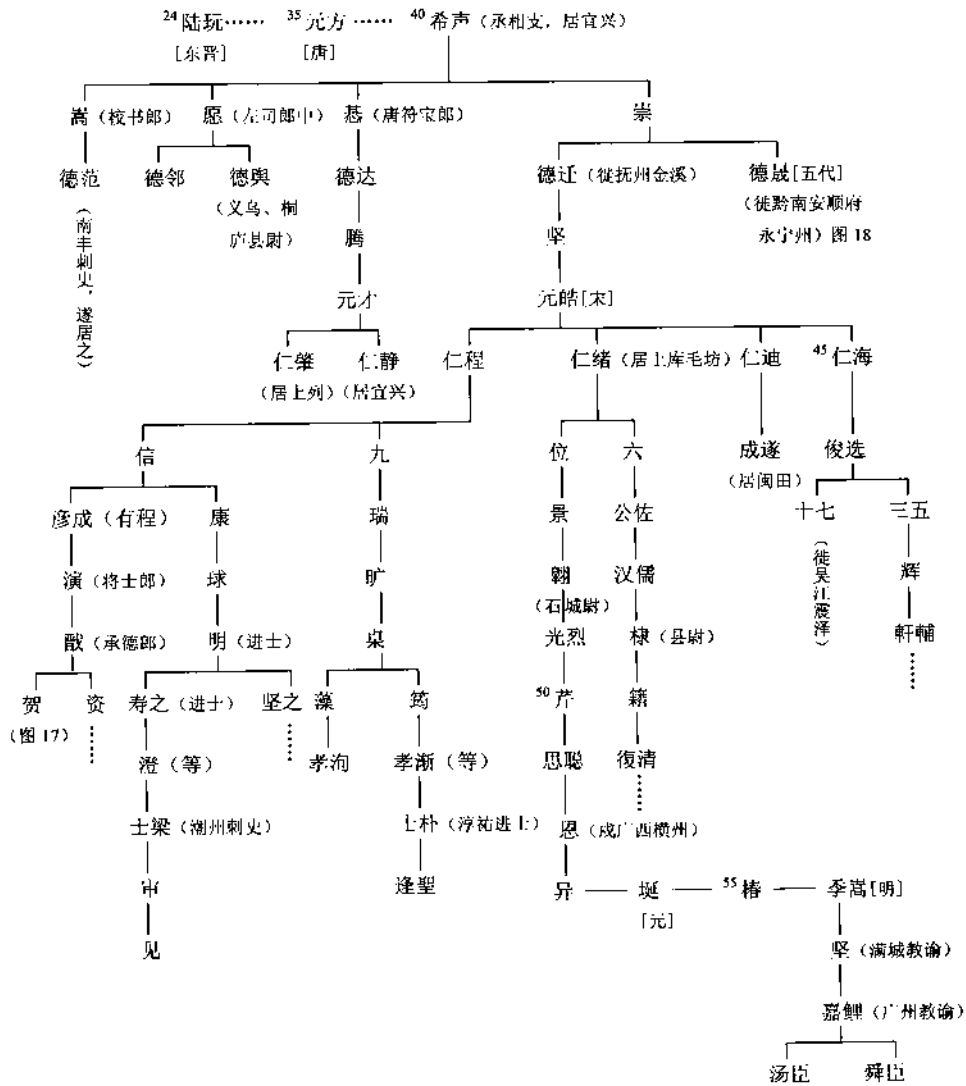 24陆玩…… 35元方…… 40希声(丞相支，居宜兴)
[东晋] [唐]
嵩(校书郎) 愿(左司郎中) 綦(唐符宝郎) 崇
德范 德邻 德舆 德达 德迁(徙抚州金溪) 德晟[五代]
(南丰刺史，遂居之)
(义乌、桐 (徙黔南安顺府
庐县尉) 腾 坚 永宁州)图 18
元才 元皓[宋]
仁肇 仁静 仁程 仁绪(居上库毛坊) 仁迪 45仁海
(居上列)(居宜兴)
信 九 位 六 成遂 俊选
(居闽田)
彦成(有程) 康 瑞 景 公佐 十七 三五
(徙吴江震泽)
演(将士郎) 球 旷 翱 汉儒 辉
(石城尉)
戬(承德郎) 明(进士) 桌 光烈 棣(县尉) 軒輔
贺 资 寿之(进士) 坚之 藻 筠 50芹 籍
(图 17)
澄(等) 孝洵 孝渐(等) 思聪 復清
士梁(潮州刺史) 士朴(淳祐进士) 恩(戍广西横州)
审 逢聖 异 埏 55椿 季嵩[明]
[元]
见 坚(满城教谕)
嘉鲤(广州教谕)
汤臣 舜臣